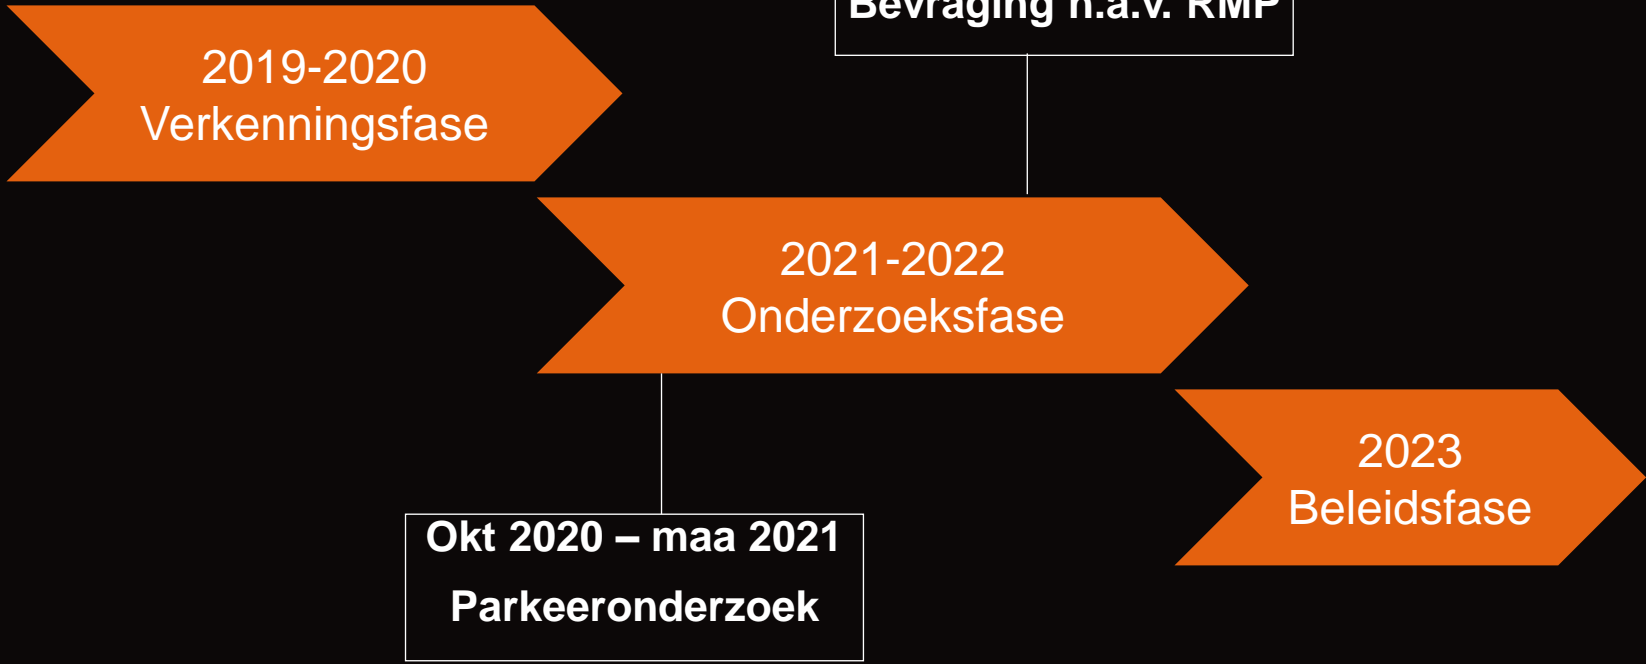 Bevraging n.a.v. RMP
2019-2020
Verkenningsfase
2021-2022
Onderzoeksfase
2023
Beleidsfase
Okt 2020 – maa 2021
Parkeeronderzoek